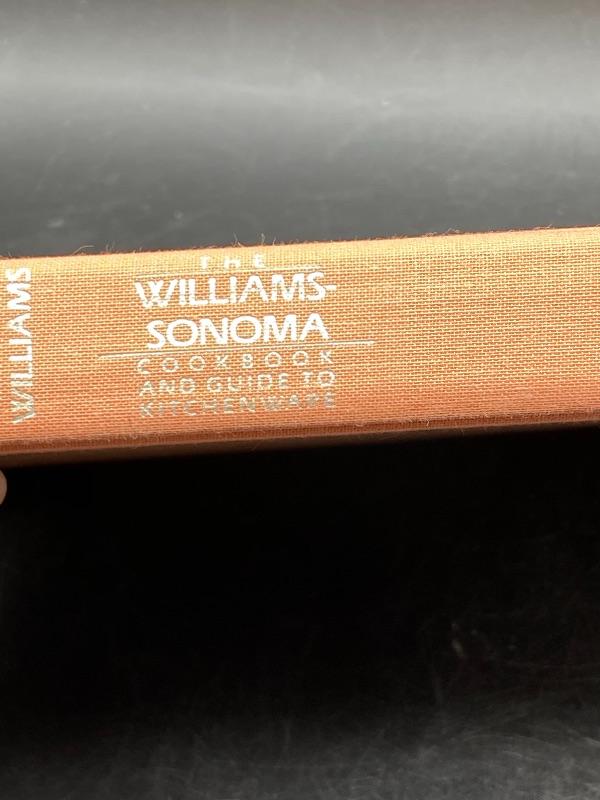 WILLIAMS
THE
WILLIAMS-
SONOMA
COOKBOOK
AND GUIDE TO
KITCHENWARE